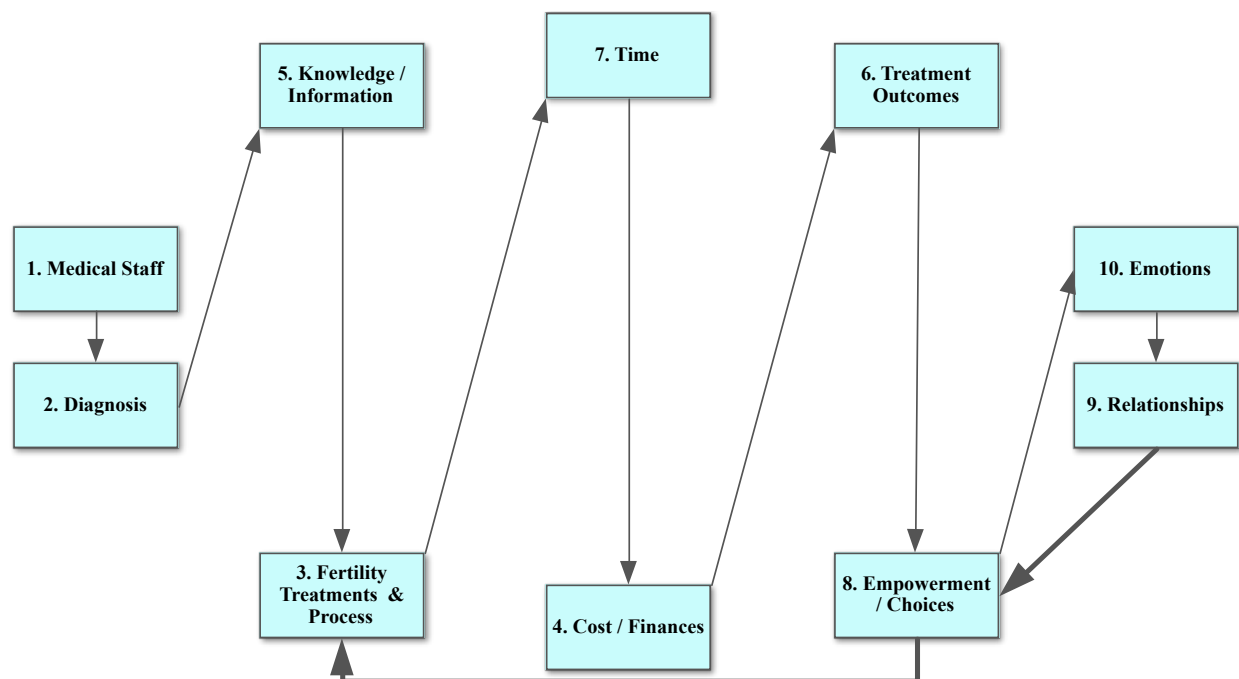 7. Time
5. Knowledge /
Information
6. Treatment
Outcomes
1. Medical Staff
10. Emotions
2. Diagnosis
9. Relationships
3. Fertility
Treatments &
Process
8. Empowerment
/ Choices
4. Cost / Finances